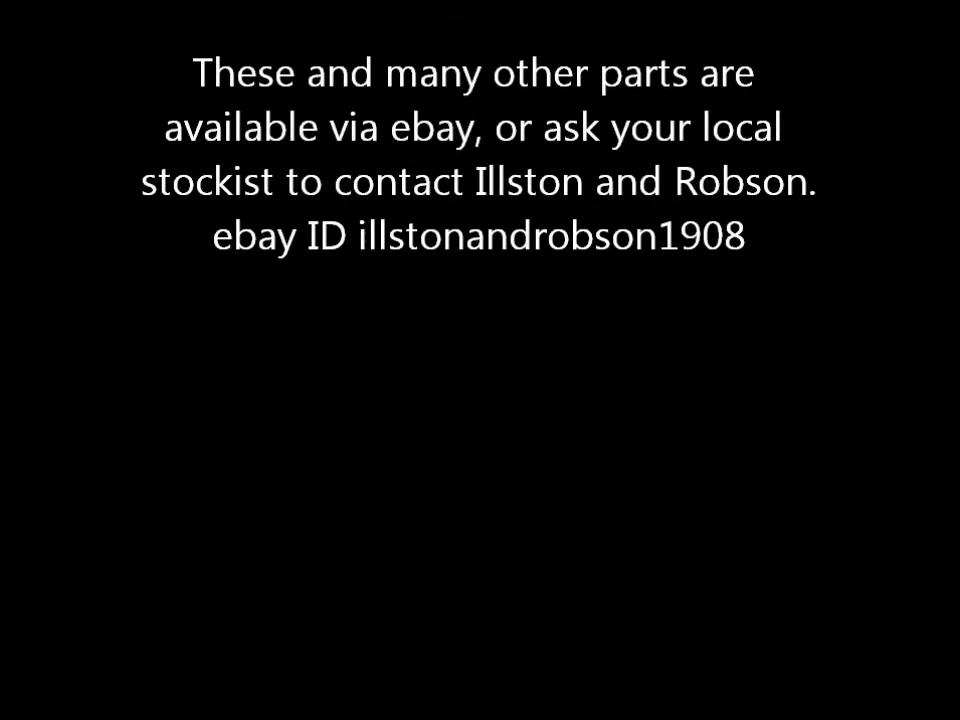 These and many other parts are
available via ebay, or ask your local
stockist to contact Illston and Robson.
ebay ID illstonandrobson1908